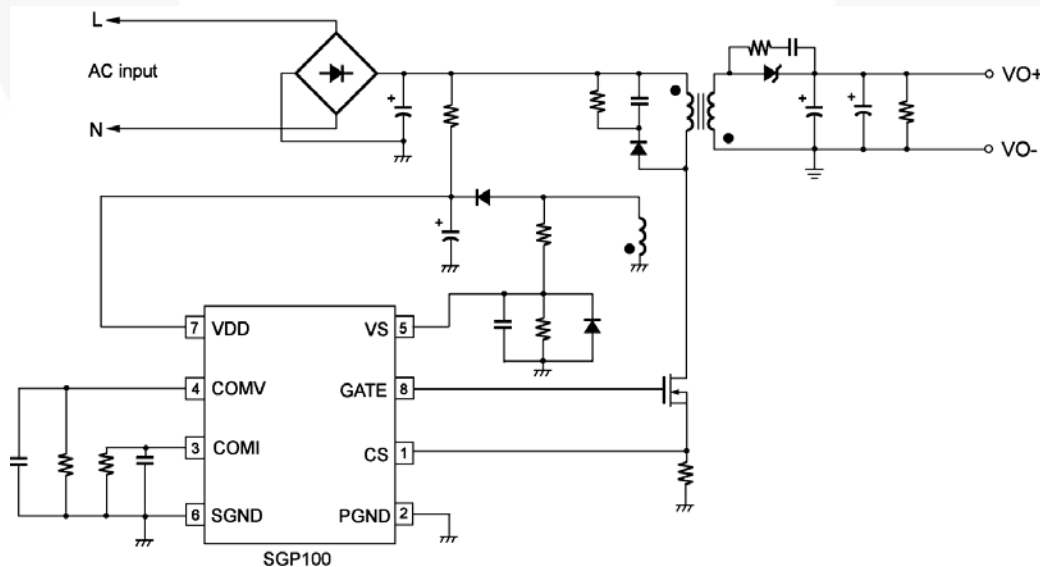 L
AC input
N
+
+
+
VO+
VO-
+
7 VDD
VS 5
4 COMV
GATE 8
3 COMI
CS 1
6 SGND
PGND 2
SGP100